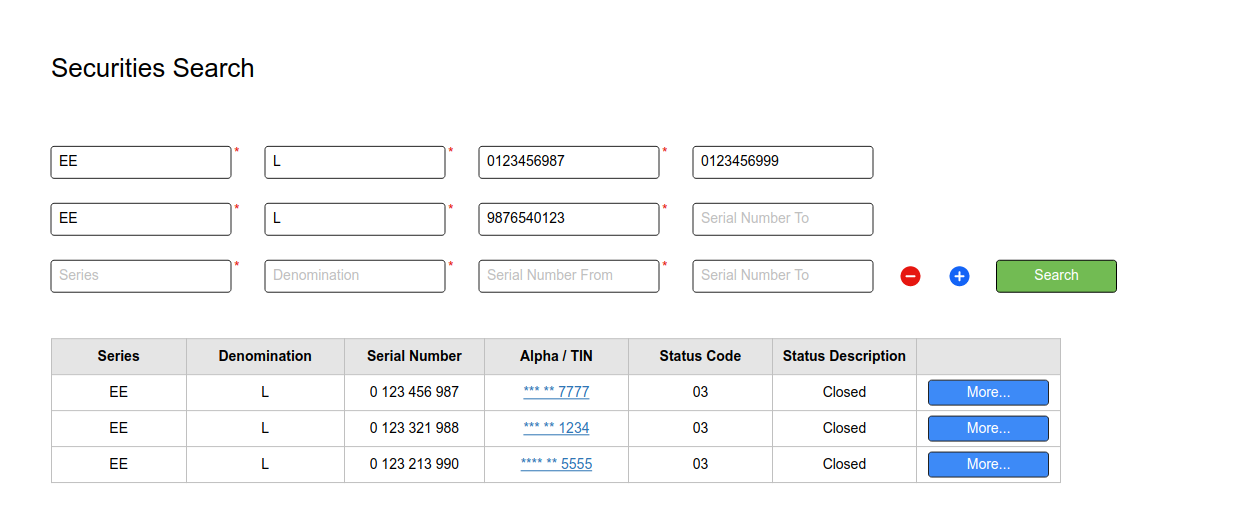 Securities Search
EE * L * 0123456987 * 0123456999
EE * L * 9876540123 * Serial Number To
Series * Denomination * Serial Number From * Serial Number To Search
Series Denomination Serial Number Alpha / TIN Status Code Status Description
EE L 0 123 456 987 *** ** 7777 03 Closed More...
EE L 0 123 321 988 *** ** 1234 03 Closed More...
EE L 0 123 213 990 **** ** 5555 03 Closed More...